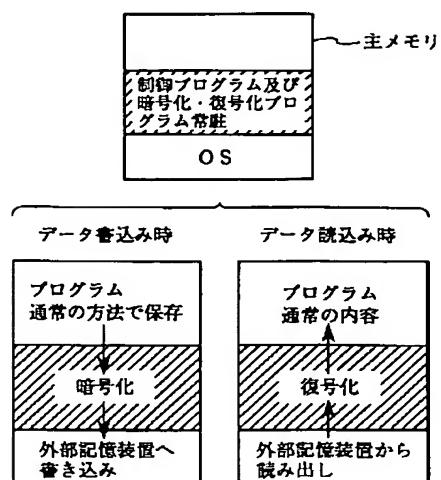 主メモリ
制御プログラム及び
暗号化・復号化プロ
グラム常駐
OS
データ書込み時
データ読込み時
プログラム
通常の方法で保存
暗号化
外部記憶装置へ
書き込み
プログラム
通常の内容
復号化
外部記憶装置から
読み出し